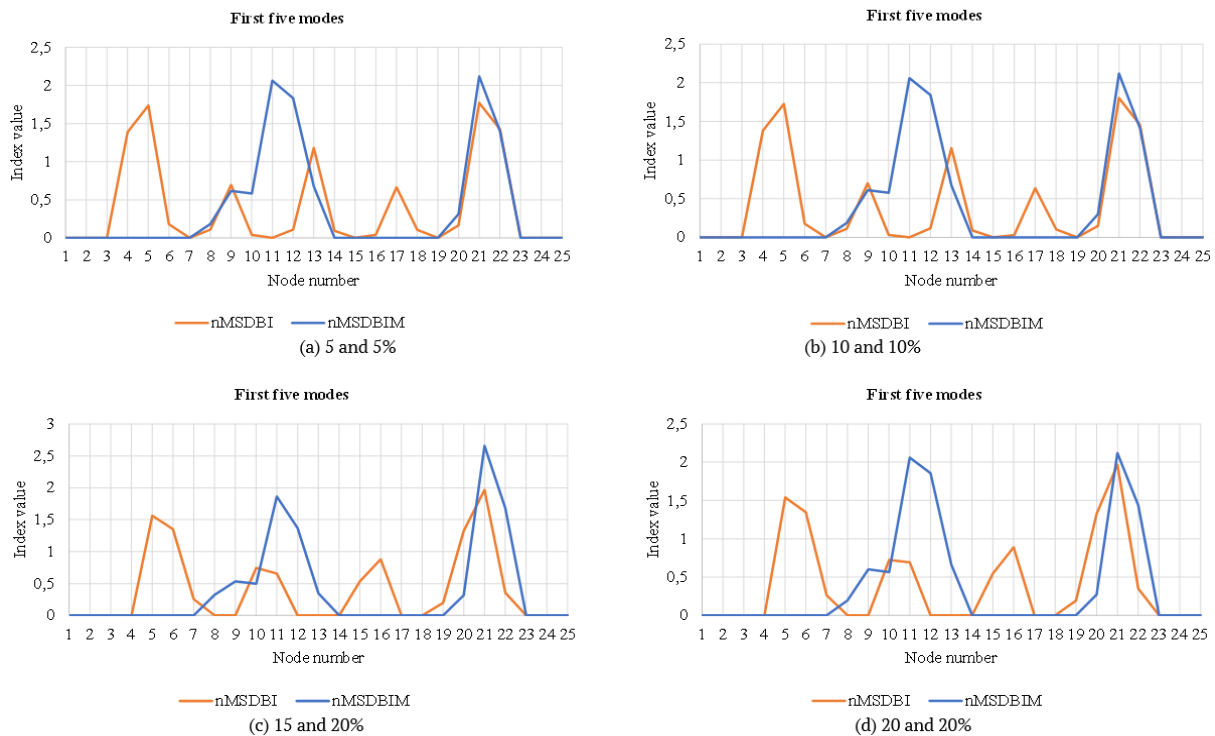 First five modes
2,5
2
1,5
1
0,5
0
Index value
1 2 3 4 5 6 7 8 9 10 11 12 13 14 15 16 17 18 19 20 21 22 23 24 25
Node number
nMSDBI nMSDBIM
(a) 5 and 5%
First five modes
2,5
2
1,5
1
0,5
0
Index value
1 2 3 4 5 6 7 8 9 10 11 12 13 14 15 16 17 18 19 20 21 22 23 24 25
Node number
nMSDBI nMSDBIM
(b) 10 and 10%
First five modes
3
2,5
2
1,5
1
0,5
0
Index value
1 2 3 4 5 6 7 8 9 10 11 12 13 14 15 16 17 18 19 20 21 22 23 24 25
Node number
nMSDBI nMSDBIM
(c) 15 and 20%
First five modes
2,5
2
1,5
1
0,5
0
Index value
1 2 3 4 5 6 7 8 9 10 11 12 13 14 15 16 17 18 19 20 21 22 23 24 25
Node number
nMSDBI nMSDBIM
(d) 20 and 20%